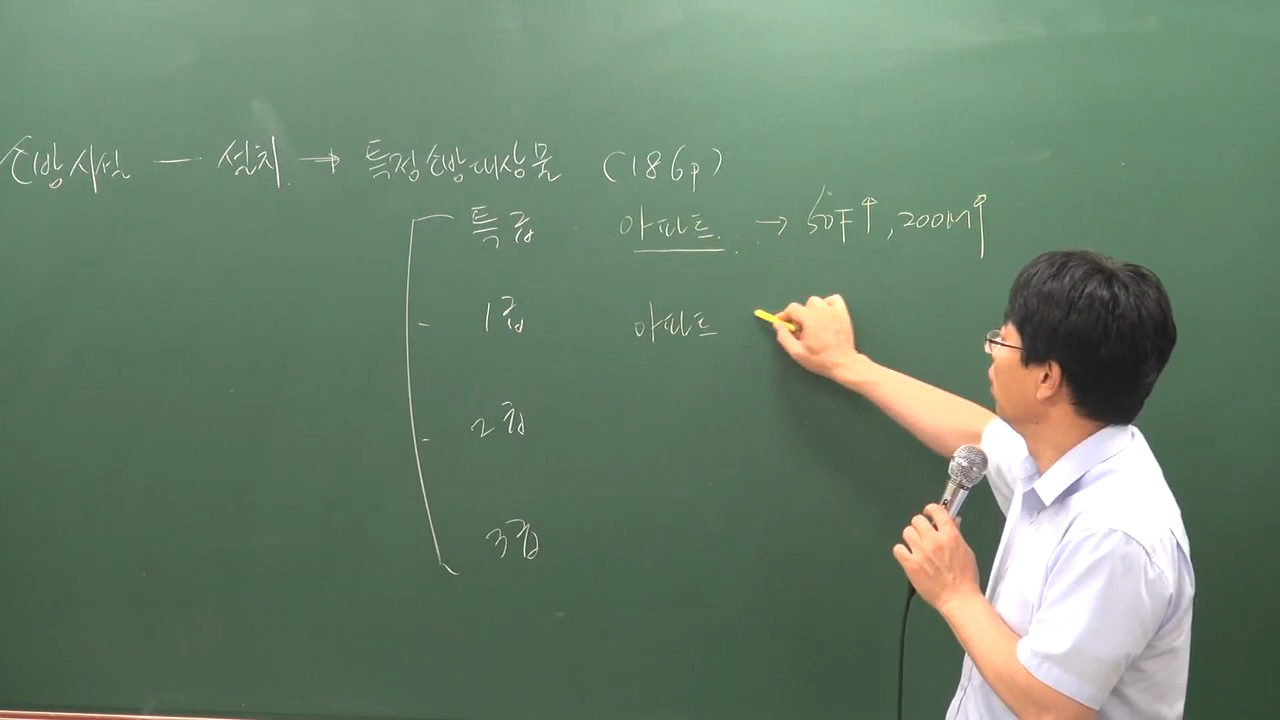 소방시설 — 설치 → 특정소방대상물 (186p)
특급 아파트 → 50F↑, 200M↑
1급 아파트
2급
3급